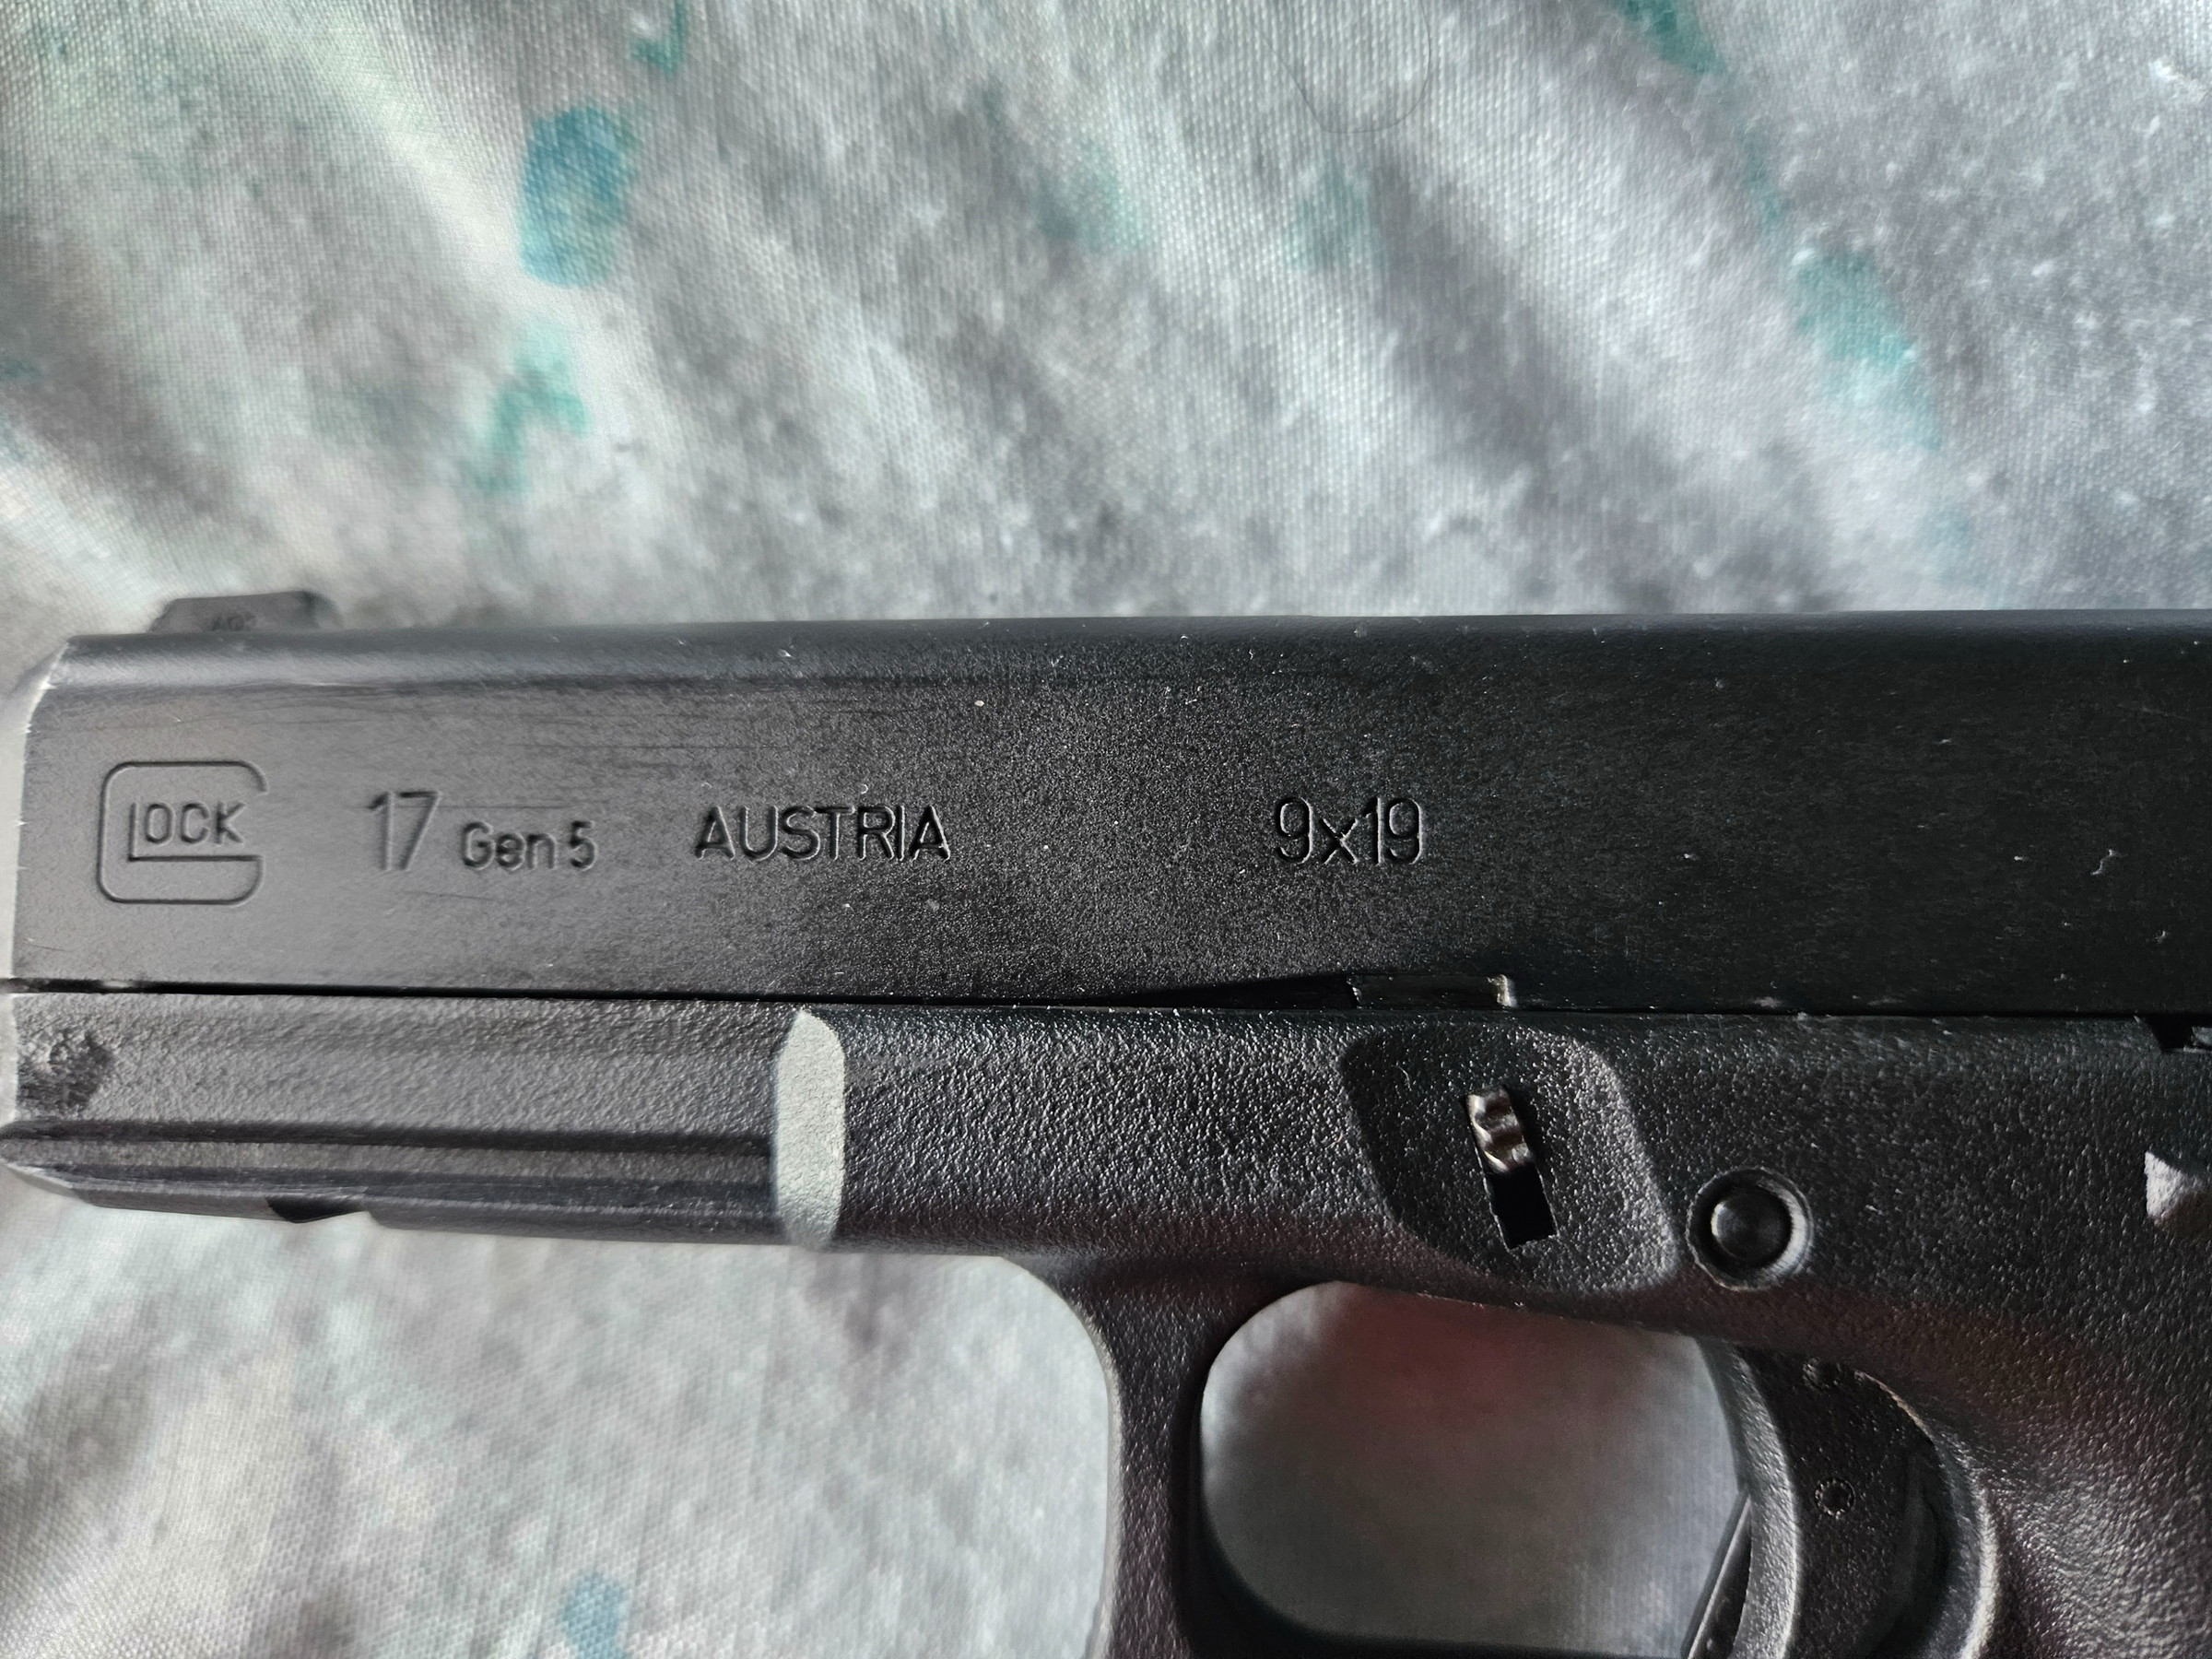 GLOCK 17 Gen 5 AUSTRIA 9x19